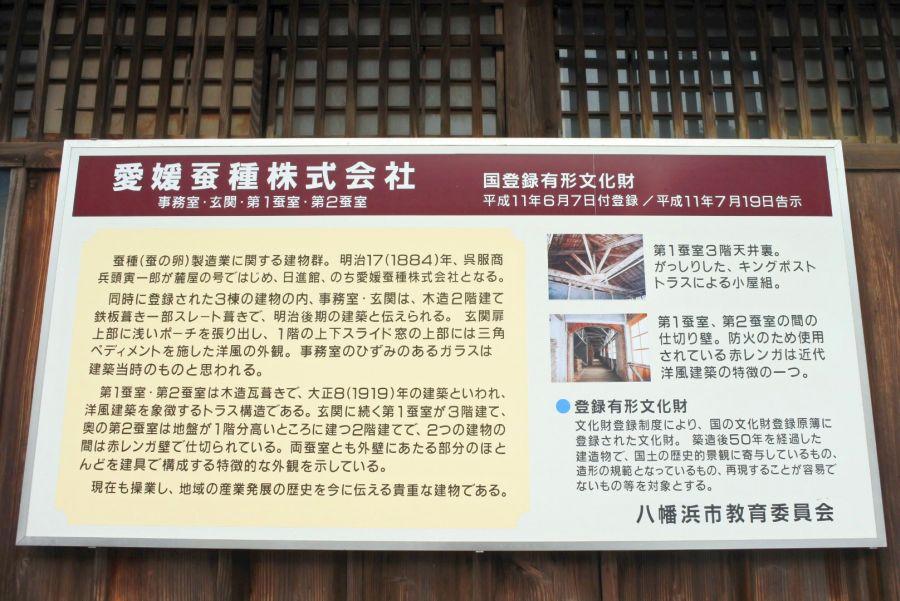 愛媛蚕種株式会社
事務室・玄関・第1蚕室・第2蚕室
国登録有形文化財
平成11年6月7日付登録／平成11年7月19日告示
蚕種(蚕の卵)製造業に関する建物群。明治17(1884)年、呉服商
兵頭寅一郎が麓屋の号ではじめ、日進館、のち愛媛蚕種株式会社となる。
同時に登録された3棟の建物の内、事務室・玄関は、木造2階建て
鉄板葺き一部スレート葺きで、明治後期の建築と伝えられる。玄関扉
上部に浅いポーチを張り出し、1階の上下スライド窓の上部には三角
ペディメントを施した洋風の外観。事務室のひずみのあるガラスは
建築当時のものと思われる。
第1蚕室・第2蚕室は木造瓦葺きで、大正8(1919)年の建築といわれ、
洋風建築を象徴するトラス構造である。玄関に続く第1蚕室が3階建て、
奥の第2蚕室は地盤が1階分高いところに建つ2階建てで、2つの建物の
間は赤レンガ壁で仕切られている。両蚕室とも外壁にあたる部分のほと
んどを建具で構成する特徴的な外観を示している。
現在も操業し、地域の産業発展の歴史を今に伝える貴重な建物である。
第1蚕室3階天井裏。
がっしりした、キングポスト
トラスによる小屋組。
第1蚕室、第2蚕室の間の
仕切り壁。防火のため使用
されている赤レンガは近代
洋風建築の特徴の一つ。
●登録有形文化財
文化財登録制度により、国の文化財登録原簿に
登録された文化財。築造後50年を経過した
建造物で、国土の歴史的景観に寄与しているもの、
造形の規範となっているもの、再現することが容易で
ないもの等を対象とする。
八幡浜市教育委員会